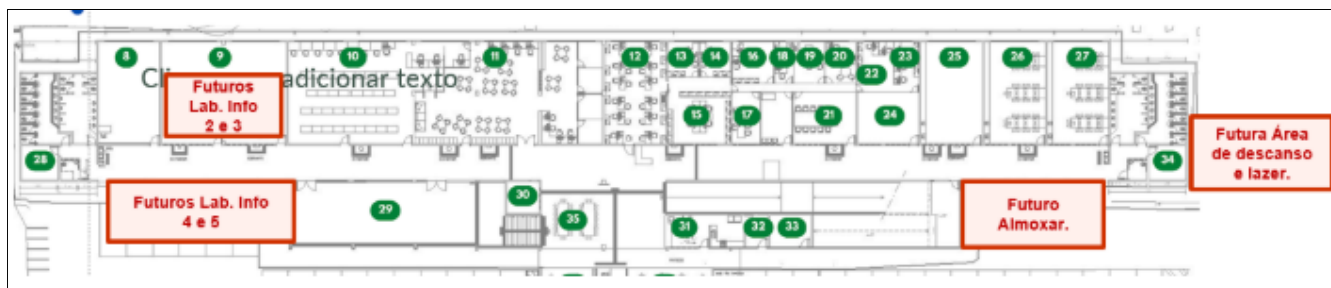 8 9 10 11 12 13 14 16 18 19 20 22 23 25 26 27
Cli
adicionar texto
Futuros
Lab. Info
2 e 3
15 17 21 24
Futura Área
de descanso
e lazer.
28
34
Futuros Lab. Info
4 e 5
29
30
35
31 32 33
Futuro
Almoxar.